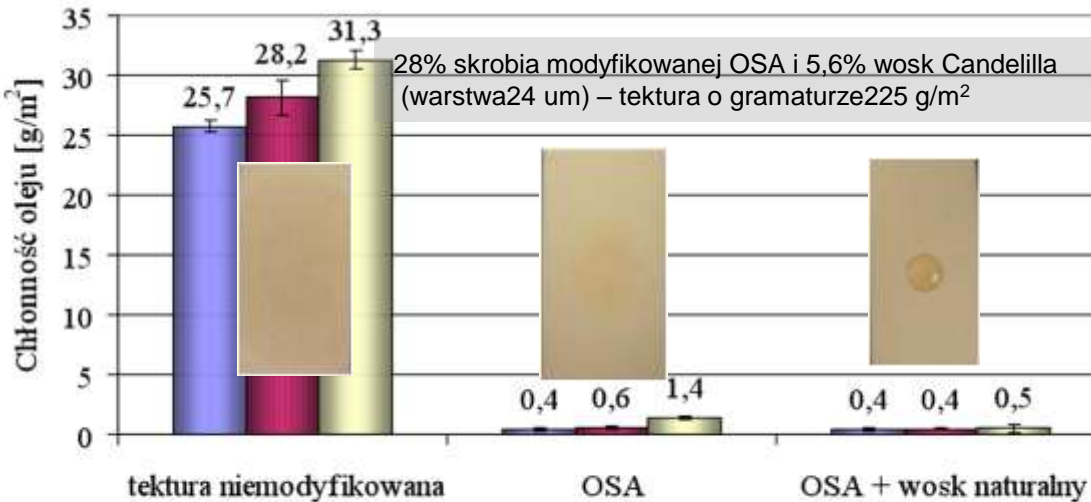 35
30
25
20
15
10
5
0
Chłonność oleju [g/m²]
25,7
28,2
31,3
28% skrobia modyfikowanej OSA i 5,6% wosk Candelilla
(warstwa24 um) – tektura o gramaturze225 g/m²
0,4
0,6
1,4
0,4
0,4
0,5
tektura niemodyfikowana
OSA
OSA + wosk naturalny